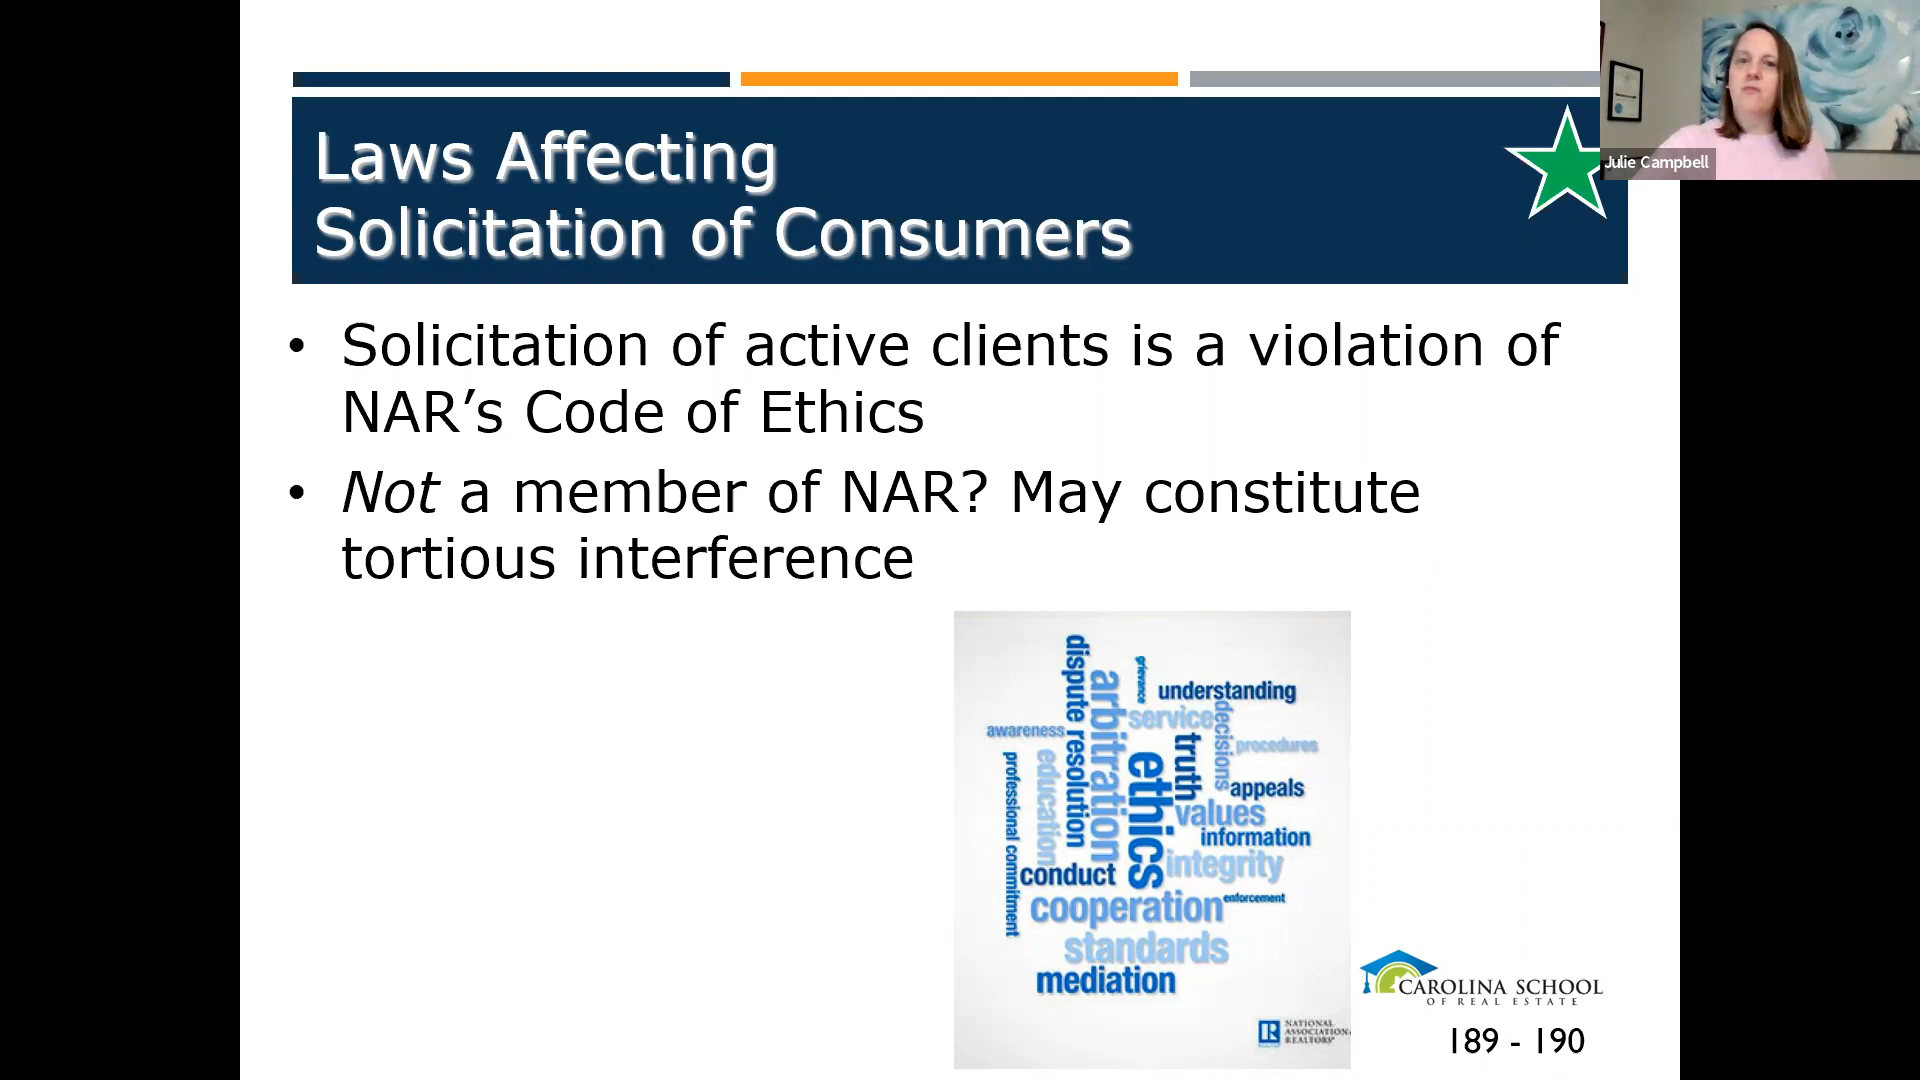 Laws Affecting
Solicitation of Consumers
Julie Campbell
• Solicitation of active clients is a violation of
NAR’s Code of Ethics
• Not a member of NAR? May constitute
tortious interference
dispute resolution
arbitration
grievance
understanding
service
decisions
awareness
truth
procedures
professional commitment
education
ethics
appeals
values
information
integrity
conduct
enforcement
cooperation
standards
mediation
NATIONAL
ASSOCIATION
REALTORS®
CAROLINA SCHOOL
OF REAL ESTATE
189 - 190